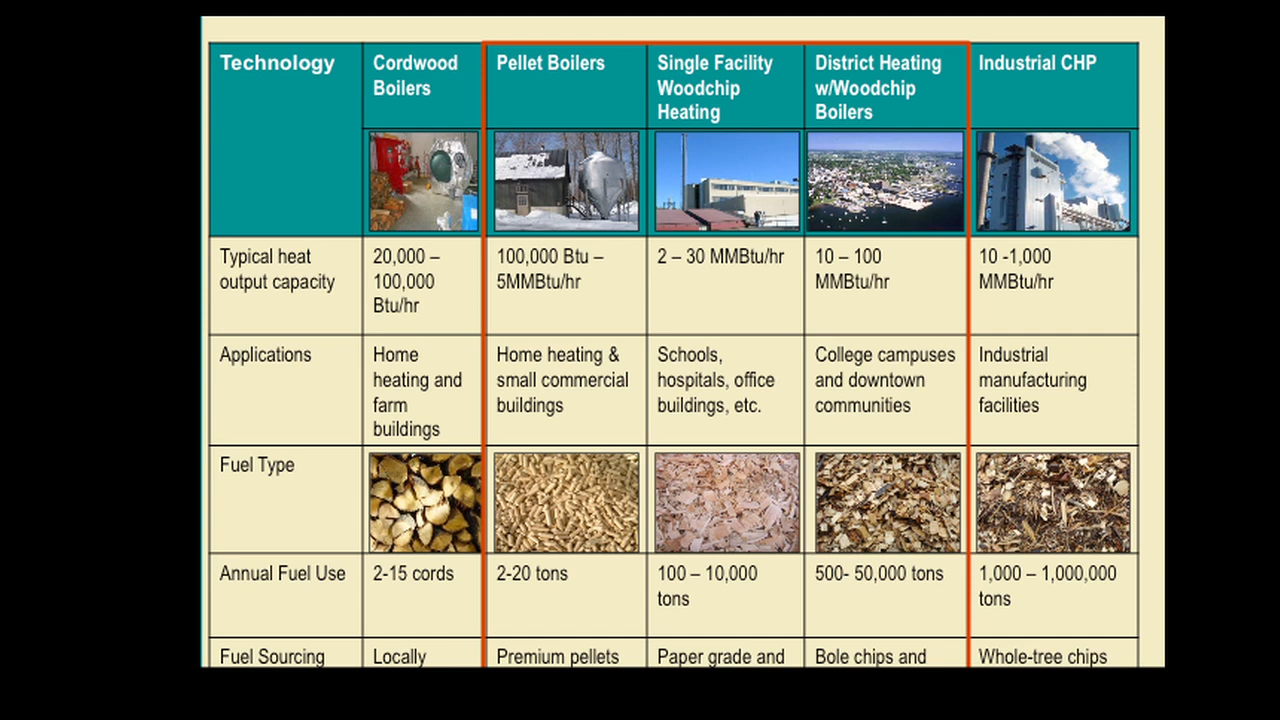 Technology
Cordwood
Boilers
Pellet Boilers
Single Facility
Woodchip
Heating
District Heating
w/Woodchip
Boilers
Industrial CHP
Typical heat
output capacity
20,000 –
100,000
Btu/hr
100,000 Btu –
5MMBtu/hr
2 – 30 MMBtu/hr
10 – 100
MMBtu/hr
10 -1,000
MMBtu/hr
Applications
Home
heating and
farm
buildings
Home heating &
small commercial
buildings
Schools,
hospitals, office
buildings, etc.
College campuses
and downtown
communities
Industrial
manufacturing
facilities
Fuel Type
Annual Fuel Use
2-15 cords
2-20 tons
100 – 10,000
tons
500- 50,000 tons
1,000 – 1,000,000
tons
Fuel Sourcing
Locally
Premium pellets
Paper grade and
Bole chips and
Whole-tree chips